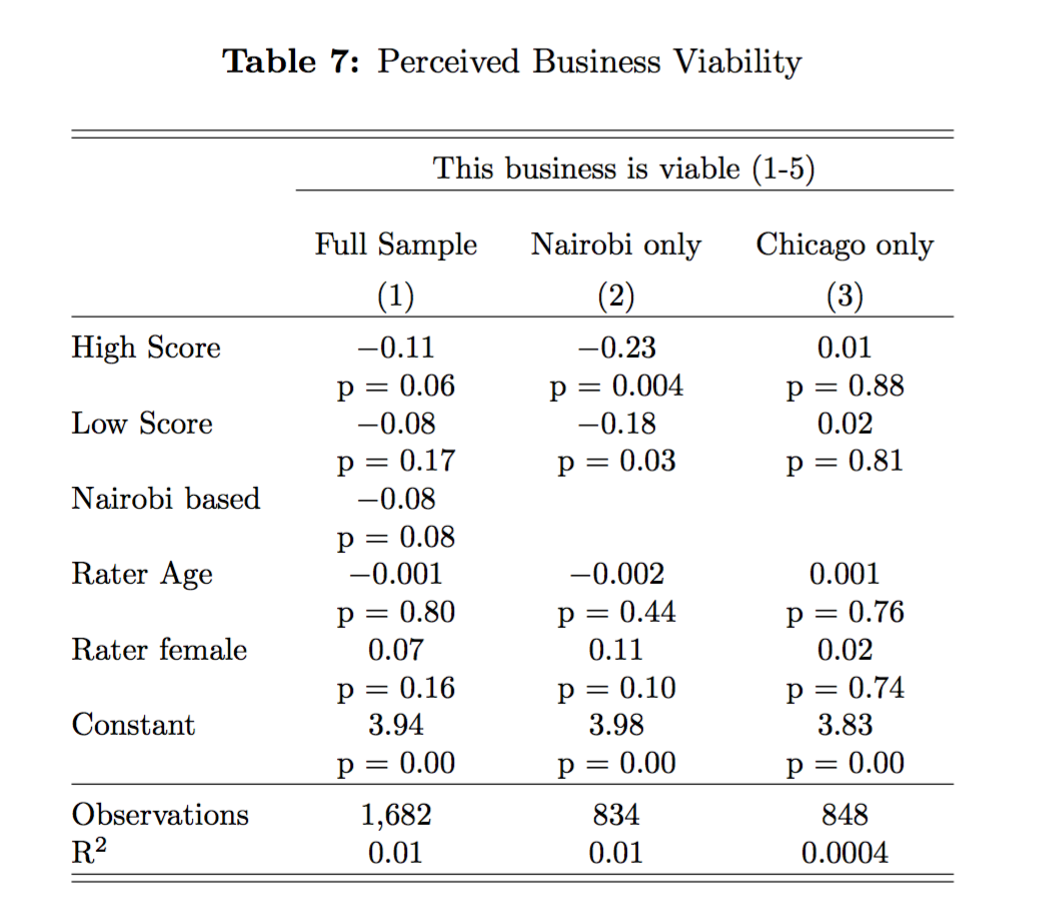 Table 7: Perceived Business Viability
This business is viable (1-5)
Full Sample Nairobi only Chicago only
(1) (2) (3)
High Score −0.11 −0.23 0.01
p = 0.06 p = 0.004 p = 0.88
Low Score −0.08 −0.18 0.02
p = 0.17 p = 0.03 p = 0.81
Nairobi based −0.08
p = 0.08
Rater Age −0.001 −0.002 0.001
p = 0.80 p = 0.44 p = 0.76
Rater female 0.07 0.11 0.02
p = 0.16 p = 0.10 p = 0.74
Constant 3.94 3.98 3.83
p = 0.00 p = 0.00 p = 0.00
Observations 1,682 834 848
R² 0.01 0.01 0.0004